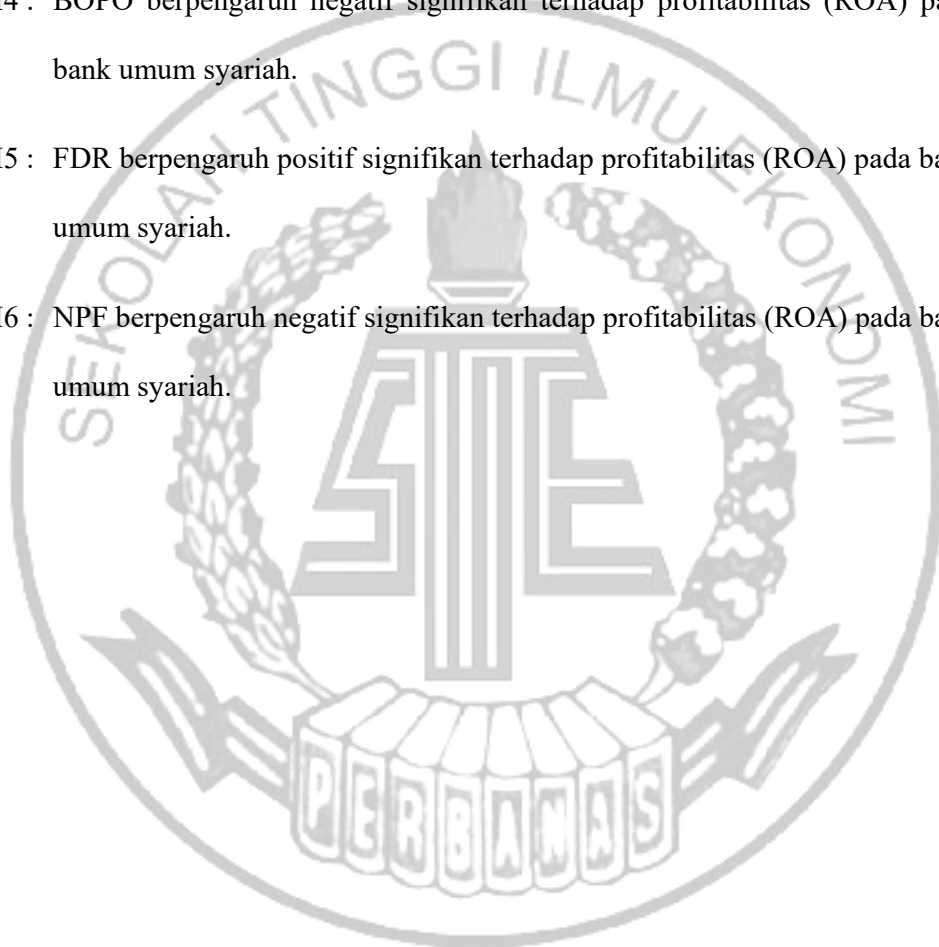 H4 : BOPO berpengaruh negatif signifikan terhadap profitabilitas (ROA) pa
bank umum syariah.
H5 : FDR berpengaruh positif signifikan terhadap profitabilitas (ROA) pada ba
umum syariah.
H6 : NPF berpengaruh negatif signifikan terhadap profitabilitas (ROA) pada ba
umum syariah.
SEKOLAH TINGGI ILMU EKONOMI
STIE
PERBANAS